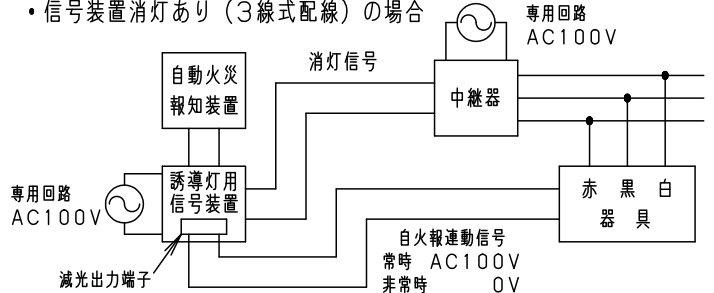 ・信号装置消灯あり（3線式配線）の場合
専用回路
AC100V
消灯信号
自動火災
報知装置
中継器
誘導灯用
信号装置
専用回路
AC100V
赤 黒 白
器 具
減光出力端子
自火報連動信号
常時 AC100V
非常時 0V